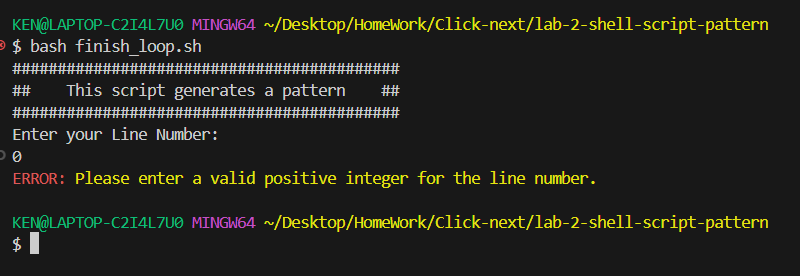 KEN@LAPTOP-C2I4L7U0 MINGW64 ~/Desktop/HomeWork/Click-next/lab-2-shell-script-pattern
$ bash finish_loop.sh
###########################################
##    This script generates a pattern    ##
###########################################
Enter your Line Number:
0
ERROR: Please enter a valid positive integer for the line number.
KEN@LAPTOP-C2I4L7U0 MINGW64 ~/Desktop/HomeWork/Click-next/lab-2-shell-script-pattern
$